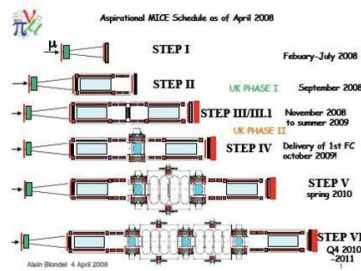 Aspirational MICE Schedule as of April 2008
μ
STEP I
Febuary-July 2008
STEP II
UK PHASE I
September 2008
STEP III/III.1
November 2008
to summer 2009
UK PHASE II
STEP IV
Delivery of 1st FC
october 2009!
STEP V
spring 2010
STEP VI
Q4 2010
-2011
Alain Blondel 4 April 2008
1